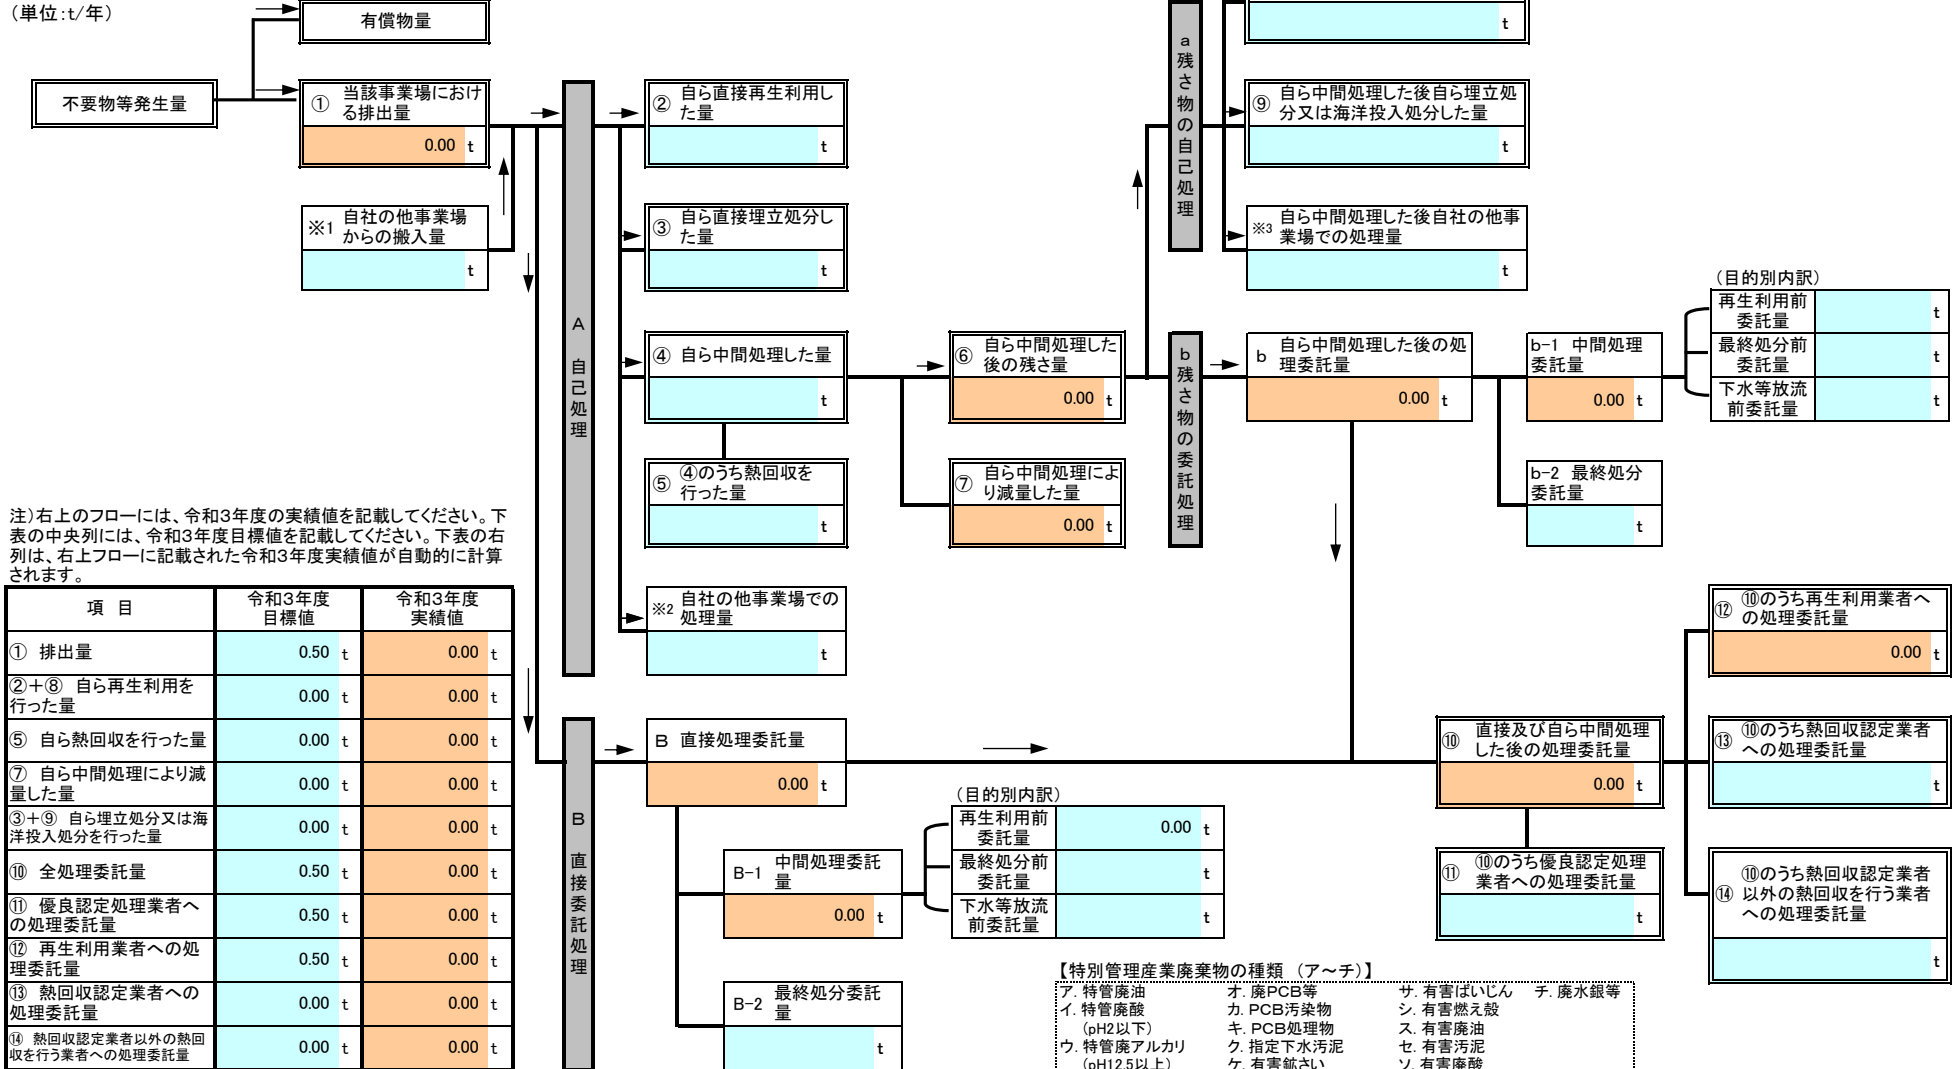 （単位：t/年）
有償物量
不要物等発生量
① 当該事業場におけ
る排出量
0.00 t
※1 自社の他事業場
からの搬入量
t
A 自己処理
② 自ら直接再生利用し
た量
t
③ 自ら直接埋立処分し
た量
t
④ 自ら中間処理した量
t
⑤ ④のうち熱回収を
行った量
t
※2 自社の他事業場での
処理量
t
⑥ 自ら中間処理した
後の残さ量
0.00 t
⑦ 自ら中間処理によ
り減量した量
0.00 t
a 残さ物の自己処理
t
⑨ 自ら中間処理した後自ら埋立処
分又は海洋投入処分した量
t
※3 自ら中間処理した後自社の他事
業場での処理量
t
b 残さ物の委託処理
b 自ら中間処理した後の処
理委託量
0.00 t
b-1 中間処理
委託量
0.00 t
b-2 最終処分
委託量
t
（目的別内訳）
再生利用前
委託量
t
最終処分前
委託量
t
下水等放流
前委託量
t
注）右上のフローには、令和3年度の実績値を記載してください。下
表の中央列には、令和3年度目標値を記載してください。下表の右
列は、右上フローに記載された令和3年度実績値が自動的に計算
されます。
項 目 令和3年度
目標値 令和3年度
実績値
① 排出量 0.50 t 0.00 t
②＋⑧ 自ら再生利用を
行った量 0.00 t 0.00 t
⑤ 自ら熱回収を行った量 0.00 t 0.00 t
⑦ 自ら中間処理により減
量した量 0.00 t 0.00 t
③＋⑨ 自ら埋立処分又は海
洋投入処分を行った量 0.00 t 0.00 t
⑩ 全処理委託量 0.50 t 0.00 t
⑪ 優良認定処理業者へ
の処理委託量 0.50 t 0.00 t
⑫ 再生利用業者への処
理委託量 0.50 t 0.00 t
⑬ 熱回収認定業者への
処理委託量 0.00 t 0.00 t
⑭ 熱回収認定業者以外の熱回
収を行う業者への処理委託量 0.00 t 0.00 t
B 直接委託処理
B 直接処理委託量
0.00 t
B-1 中間処理委託
量
0.00 t
B-2 最終処分委託
量
t
（目的別内訳）
再生利用前
委託量
0.00 t
最終処分前
委託量
t
下水等放流
前委託量
t
⑩ 直接及び自ら中間処理
した後の処理委託量
0.00 t
⑪ ⑩のうち優良認定処理
業者への処理委託量
t
⑫ ⑩のうち再生利用業者へ
の処理委託量
0.00 t
⑬ ⑩のうち熱回収認定業者
への処理委託量
t
⑭ ⑩のうち熱回収認定業者
以外の熱回収を行う業者
への処理委託量
t
【特別管理産業廃棄物の種類 （ア～チ）】
ア. 特管廃油 オ. 廃PCB等 サ. 有害ばいじん チ. 廃水銀等
イ. 特管廃酸 カ. PCB汚染物 シ. 有害燃え殻
（pH2以下） キ. PCB処理物 ス. 有害廃油
ウ. 特管廃アルカリ ク. 指定下水汚泥 セ. 有害汚泥
（pH12.5以上） ケ. 有害鉱さい ソ. 有害廃酸